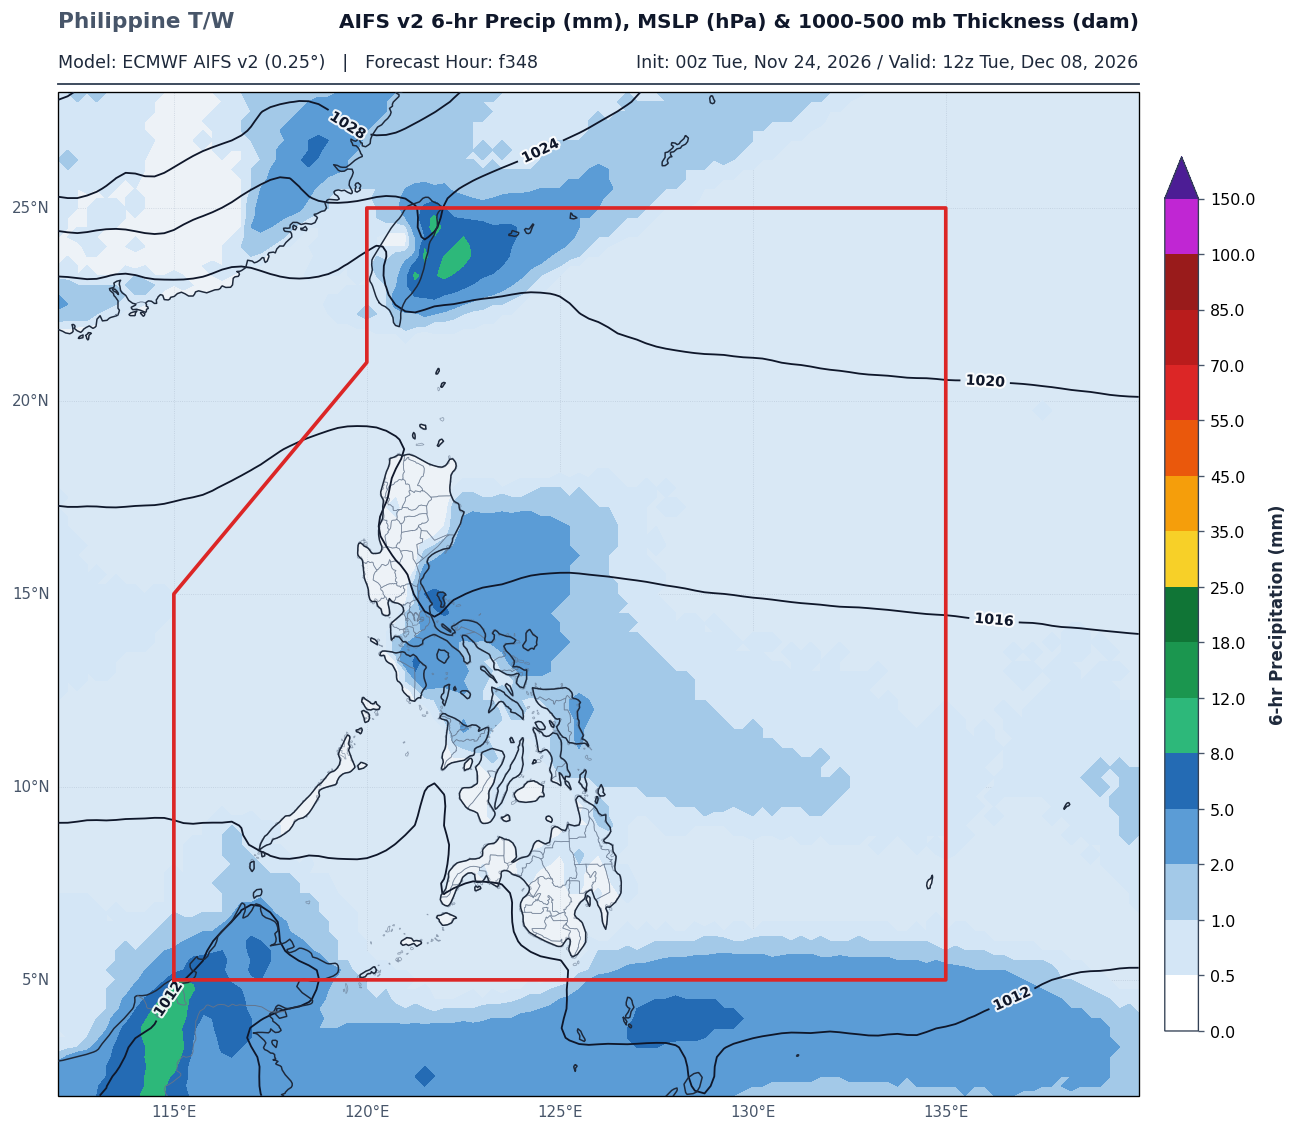 Philippine T/W
AIFS v2 6-hr Precip (mm), MSLP (hPa) & 1000-500 mb Thickness (dam)
Model: ECMWF AIFS v2 (0.25°) | Forecast Hour: f348
Init: 00z Tue, Nov 24, 2026 / Valid: 12z Tue, Dec 08, 2026
1028
1024
1020
1016
1012
1012
25°N
20°N
15°N
10°N
5°N
115°E
120°E
125°E
130°E
135°E
150.0
100.0
85.0
70.0
55.0
45.0
35.0
25.0
18.0
12.0
8.0
5.0
2.0
1.0
0.5
0.0
6-hr Precipitation (mm)